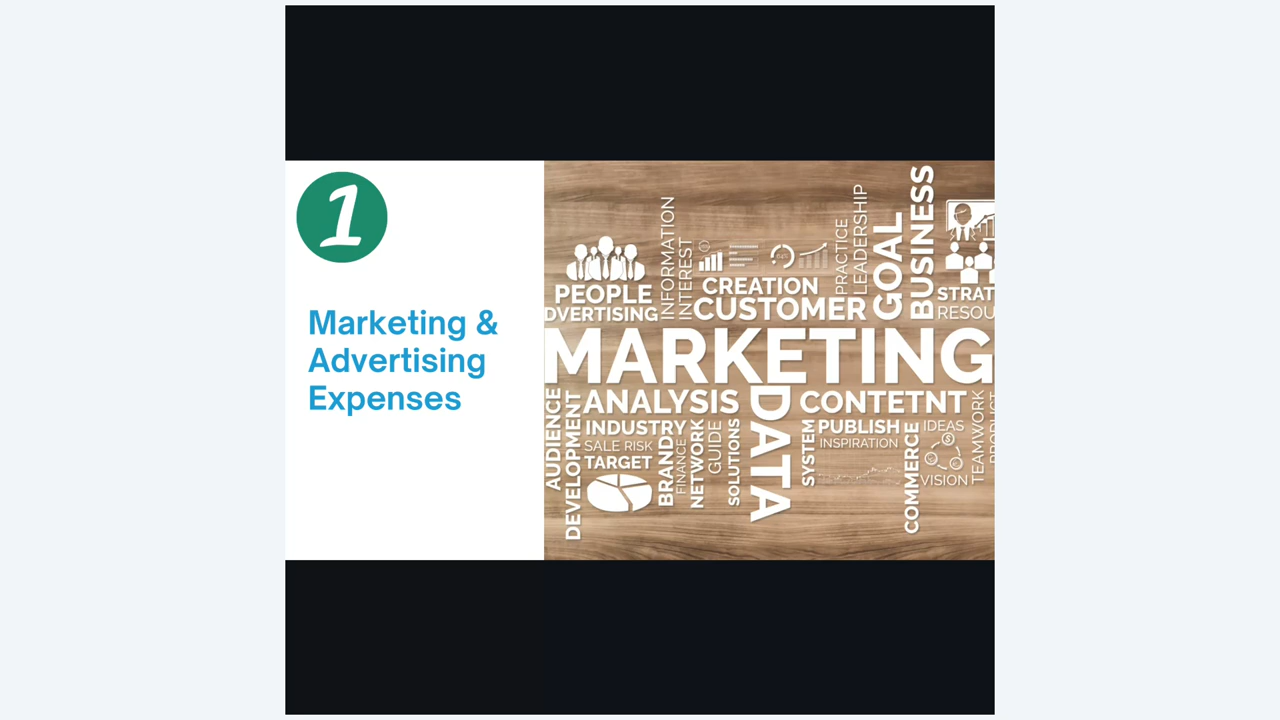 1
Marketing &
Advertising
Expenses
PEOPLE
DVERTISING
INFORMATION
INTEREST
CREATION
CUSTOMER
PRACTICE
LEADERSHIP
GOAL
BUSINESS
STRAT
RESOU
MARKETING
AUDIENCE
DEVELOPMENT
ANALYSIS
INDUSTRY
SALE RISK
TARGET
BRAND
FINANCE
NETWORK
GUIDE
SOLUTIONS
DATA
CONTETNT
SYSTEM
PUBLISH
INSPIRATION
COMMERCE
IDEAS
VISION
TEAMWORK
PRODUCT